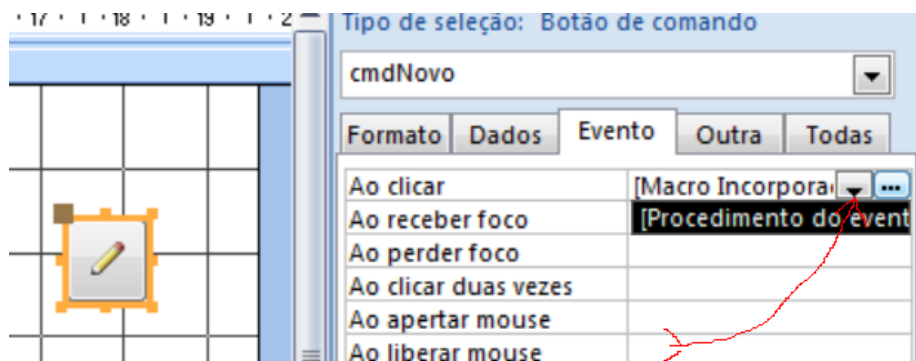 17 18 19 2
Tipo de seleção: Botão de comando
cmdNovo
Formato Dados Evento Outra Todas
Ao clicar [Macro Incorpora
Ao receber foco [Procedimento do event
Ao perder foco
Ao clicar duas vezes
Ao apertar mouse
Ao liberar mouse